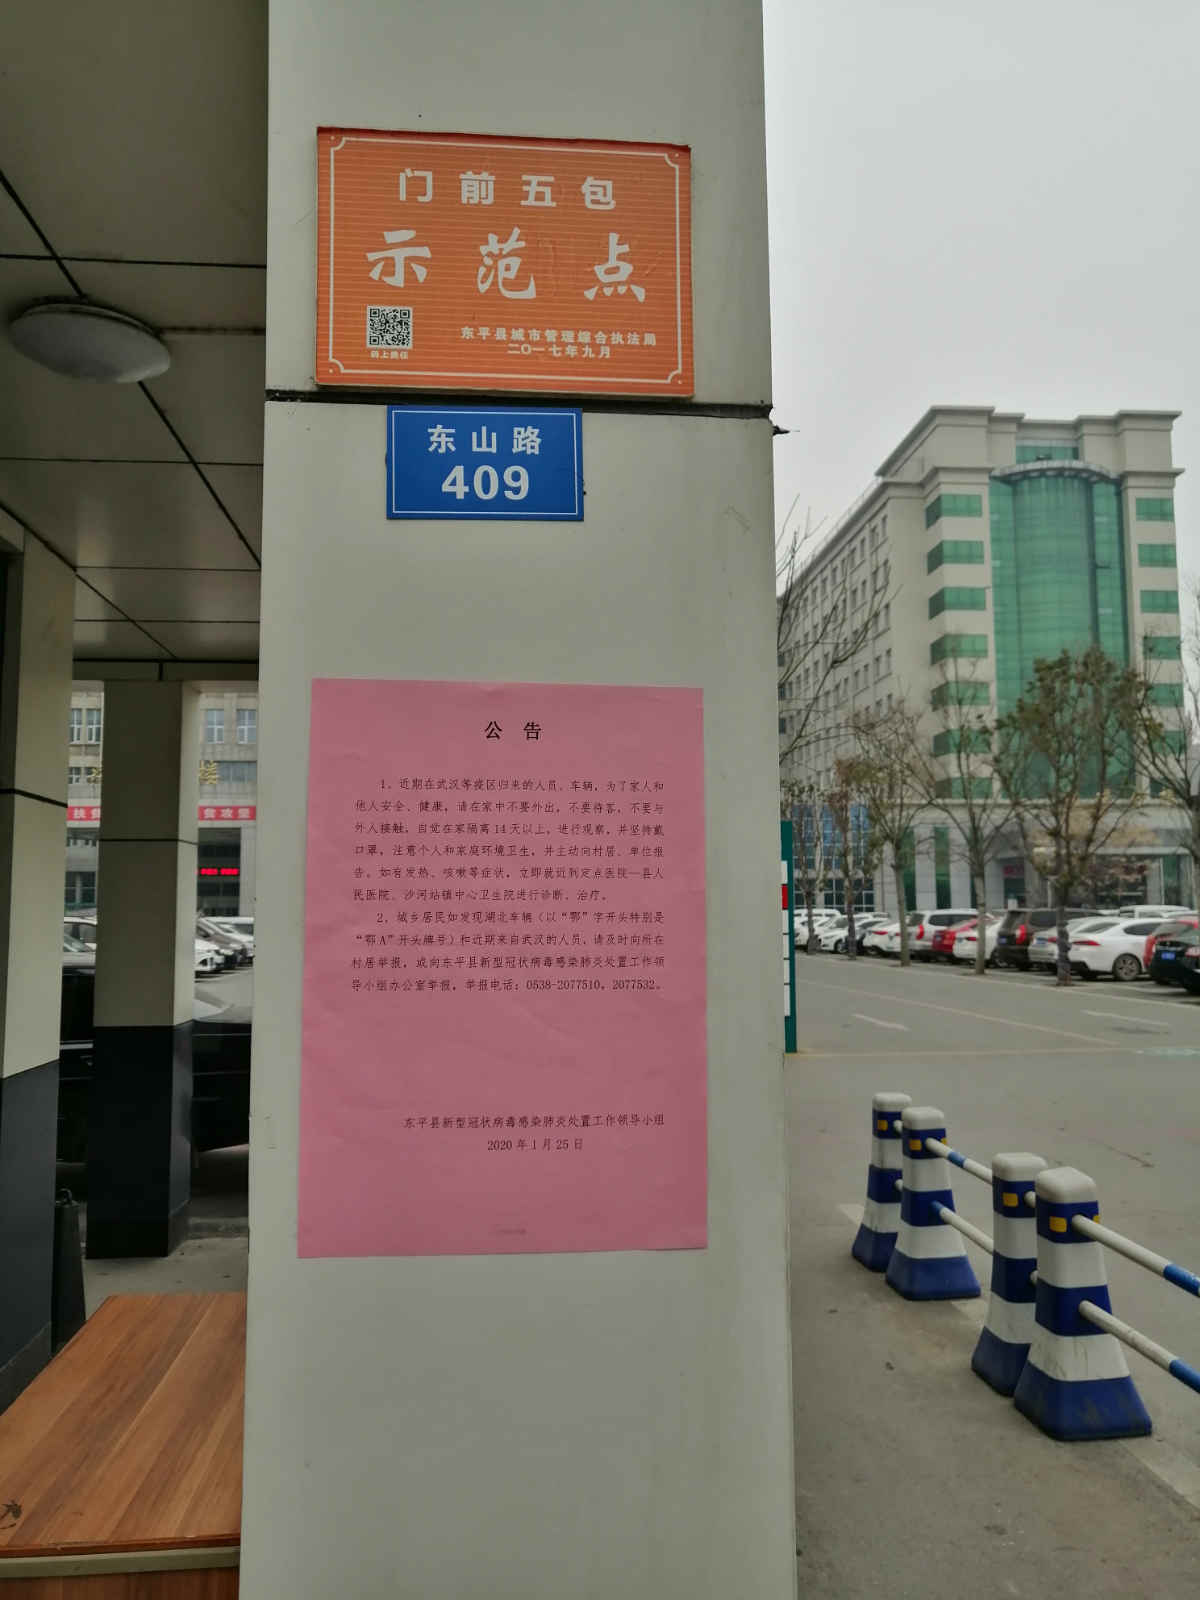 门前五包
示范点
码上责任
东平县城市管理综合执法局
二〇一七年九月
东山路
409
公 告
1、近期在武汉等疫区归来的人员、车辆，为了家人和
他人安全、健康，请在家中不要外出，不要待客，不要与
外人接触，自觉在家隔离14天以上，进行观察，并坚持戴
口罩，注意个人和家庭环境卫生，并主动向村居、单位报
告。如有发热、咳嗽等症状，立即就近到定点医院—县人
民医院、沙河站镇中心卫生院进行诊断、治疗。
2、城乡居民如发现湖北车辆（以“鄂”字开头特别是
“鄂A”开头牌号）和近期来自武汉的人员，请及时向所在
村居举报，或向东平县新型冠状病毒感染肺炎处置工作领
导小组办公室举报，举报电话：0538-2077510，2077532。
东平县新型冠状病毒感染肺炎处置工作领导小组
2020年1月25日
楼
扶贫
贫攻坚